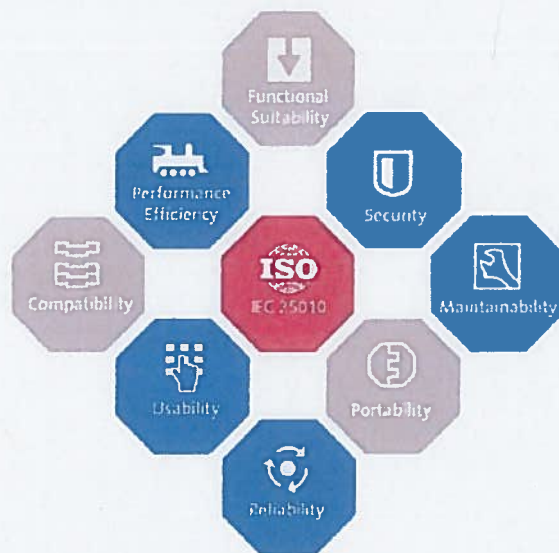 Functional
Suitability
Performance
Efficiency
Security
Compatibility
ISO
IEC 25010
Maintainability
Usability
Portability
Reliability